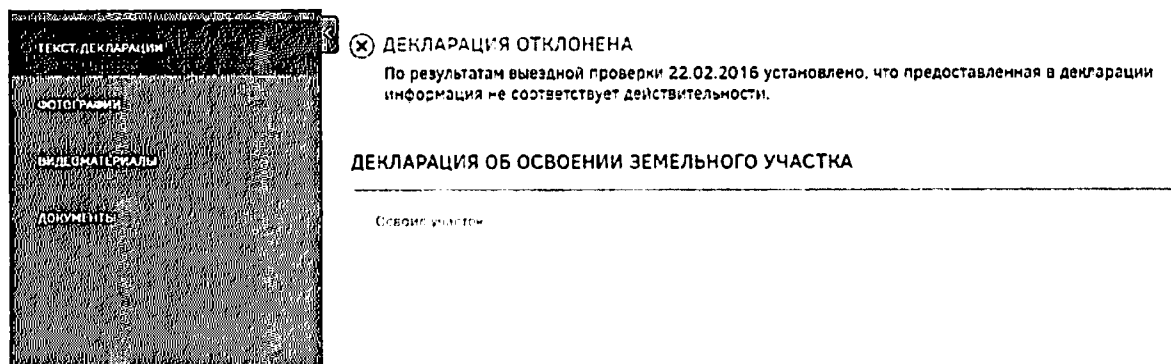 ТЕКСТ ДЕКЛАРАЦИИ
ФОТОГРАФИИ
ВИДЕОМАТЕРИАЛЫ
ДОКУМЕНТЫ
ДЕКЛАРАЦИЯ ОТКЛОНЕНА
По результатам выездной проверки 22.02.2016 установлено, что предоставленная в декларации
информация не соответствует действительности.
ДЕКЛАРАЦИЯ ОБ ОСВОЕНИИ ЗЕМЕЛЬНОГО УЧАСТКА
Освоил участок